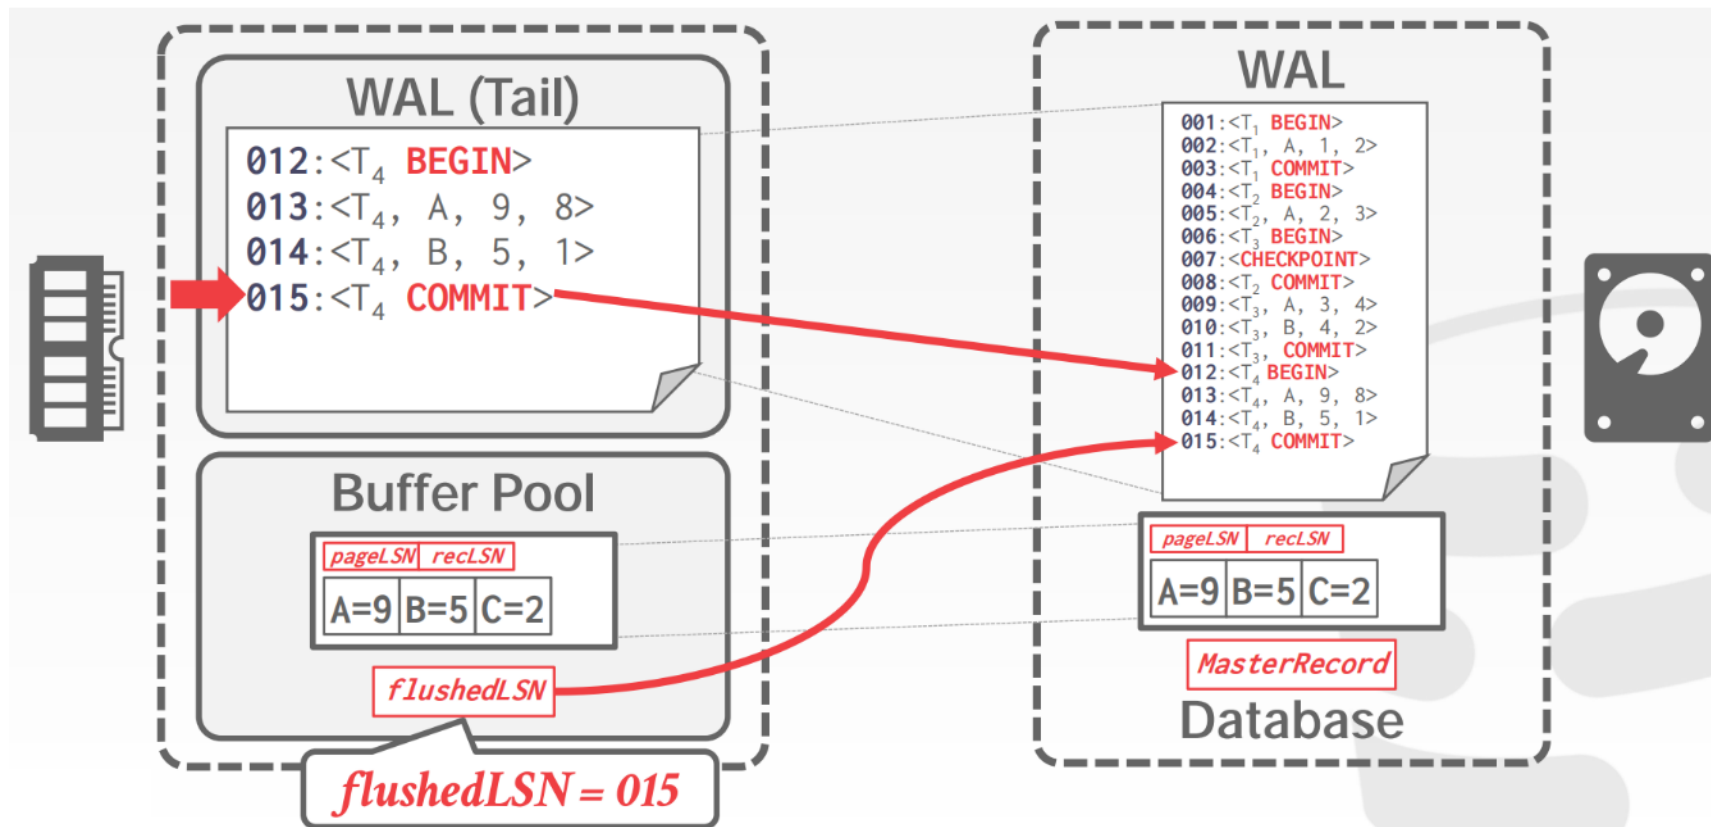 WAL (Tail)
012:<T4 BEGIN>
013:<T4, A, 9, 8>
014:<T4, B, 5, 1>
015:<T4 COMMIT>
Buffer Pool
pageLSN recLSN
A=9 B=5 C=2
flushedLSN
flushedLSN = 015
WAL
001:<T1 BEGIN>
002:<T1, A, 1, 2>
003:<T1 COMMIT>
004:<T2 BEGIN>
005:<T2, A, 2, 3>
006:<T3 BEGIN>
007:<CHECKPOINT>
008:<T2 COMMIT>
009:<T3, A, 3, 4>
010:<T3, B, 4, 2>
011:<T3, COMMIT>
012:<T4 BEGIN>
013:<T4, A, 9, 8>
014:<T4, B, 5, 1>
015:<T4 COMMIT>
pageLSN recLSN
A=9 B=5 C=2
MasterRecord
Database